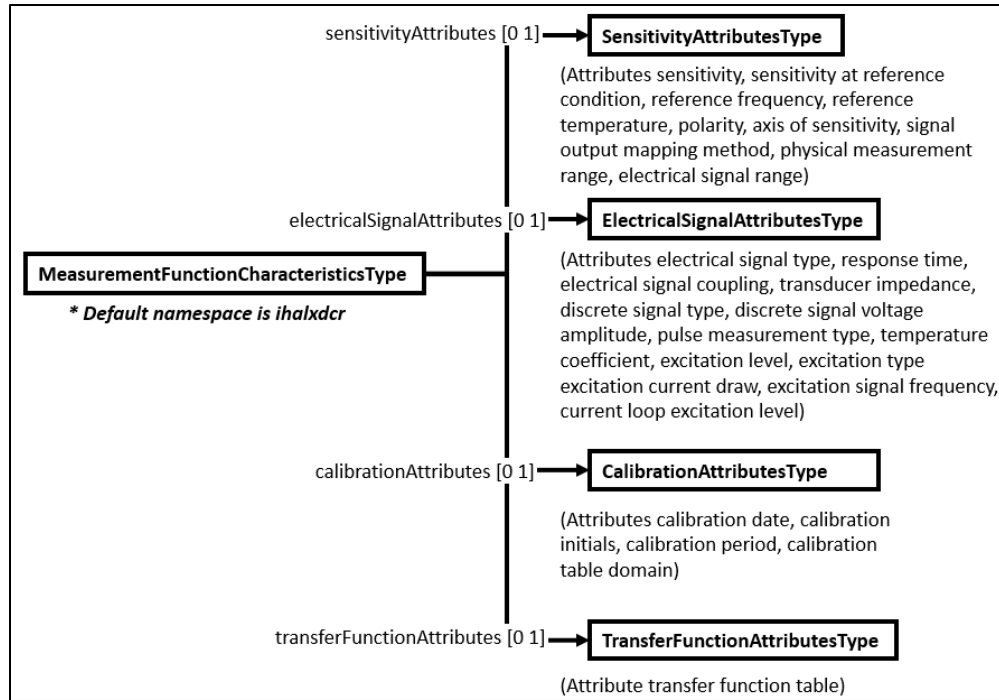 sensitivityAttributes [0 1]
SensitivityAttributesType
(Attributes sensitivity, sensitivity at reference
condition, reference frequency, reference
temperature, polarity, axis of sensitivity, signal
output mapping method, physical measurement
range, electrical signal range)
electricalSignalAttributes [0 1]
ElectricalSignalAttributesType
MeasurementFunctionCharacteristicsType
* Default namespace is ihalxdcr
(Attributes electrical signal type, response time,
electrical signal coupling, transducer impedance,
discrete signal type, discrete signal voltage
amplitude, pulse measurement type, temperature
coefficient, excitation level, excitation type
excitation current draw, excitation signal frequency,
current loop excitation level)
calibrationAttributes [0 1]
CalibrationAttributesType
(Attributes calibration date, calibration
initials, calibration period, calibration
table domain)
transferFunctionAttributes [0 1]
TransferFunctionAttributesType
(Attribute transfer function table)